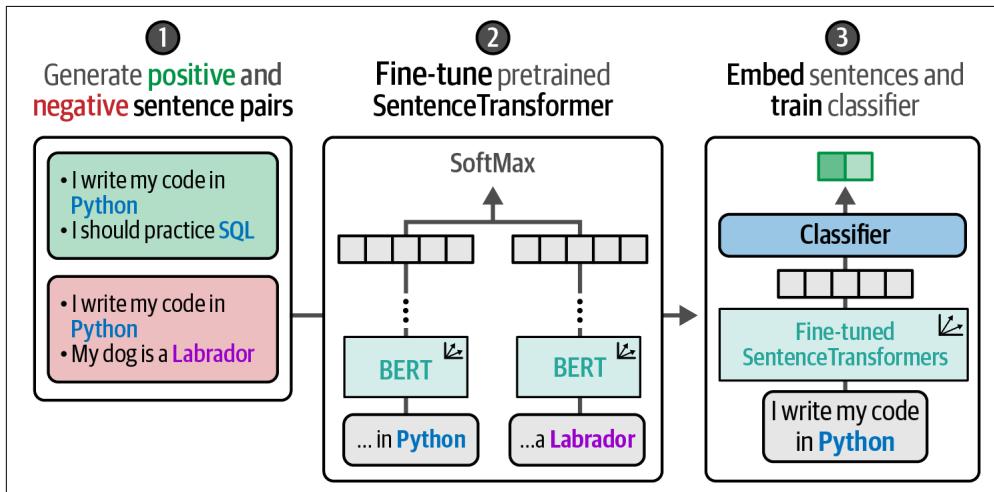 1
Generate positive and
negative sentence pairs
• I write my code in
Python
• I should practice SQL
• I write my code in
Python
• My dog is a Labrador
2
Fine-tune pretrained
SentenceTransformer
SoftMax
BERT
BERT
... in Python
...a Labrador
3
Embed sentences and
train classifier
Classifier
Fine-tuned
SentenceTransformers
I write my code
in Python